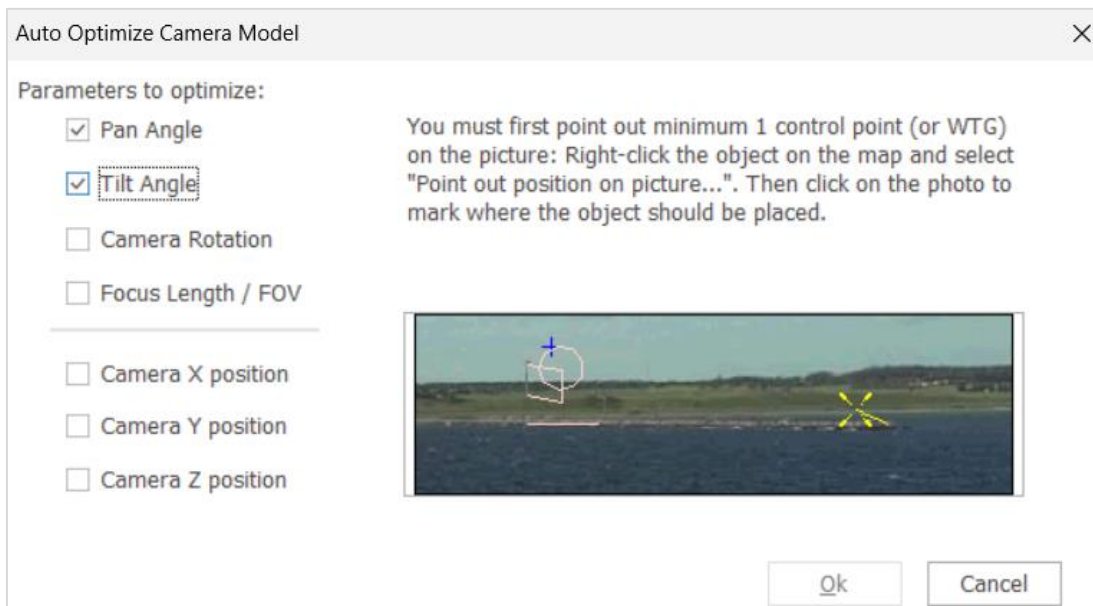 Auto Optimize Camera Model
Parameters to optimize:
Pan Angle
Tilt Angle
Camera Rotation
Focus Length / FOV
Camera X position
Camera Y position
Camera Z position
You must first point out minimum 1 control point (or WTG)
on the picture: Right-click the object on the map and select
"Point out position on picture...". Then click on the photo to
mark where the object should be placed.
Ok
Cancel